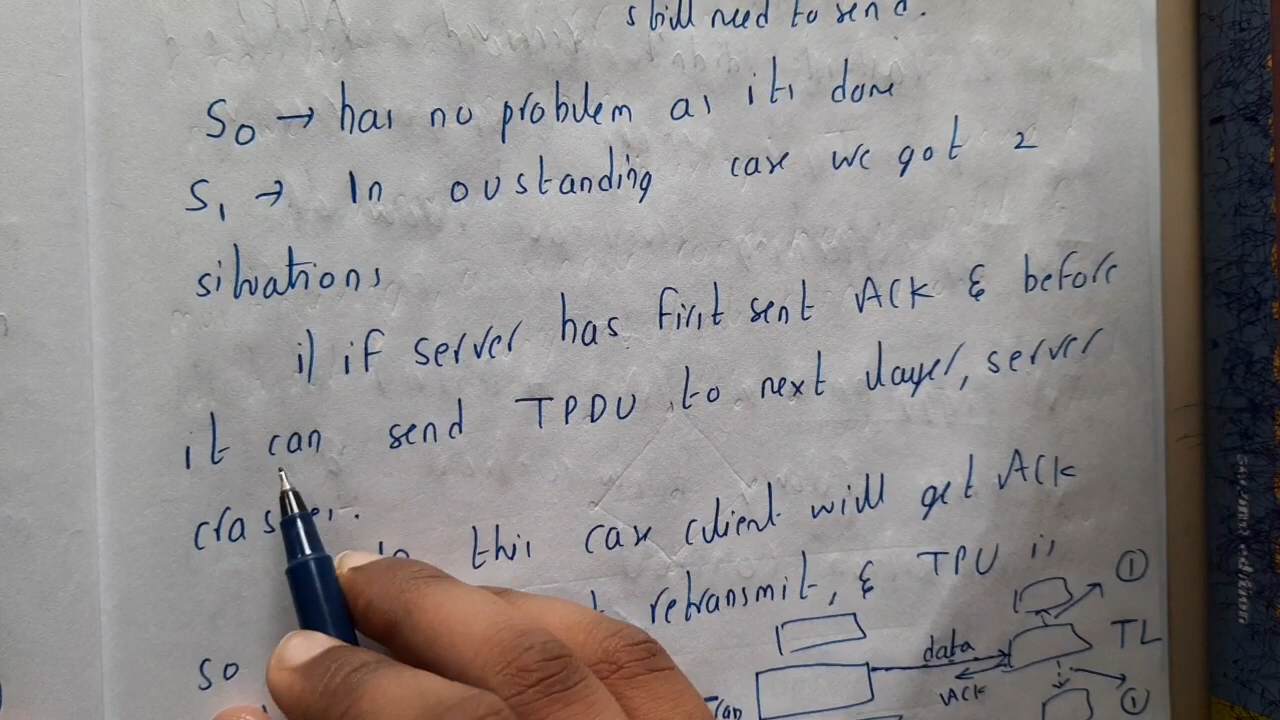 still need to send.
S0 → has no problem as its done
S1 → In oustanding case we got 2
situations
i) if server has first sent ACK & before
it can send TPDU to next layer, server
this case client will get ACK
retransmit, & TPU is
so
data
ACK
TL
1
1